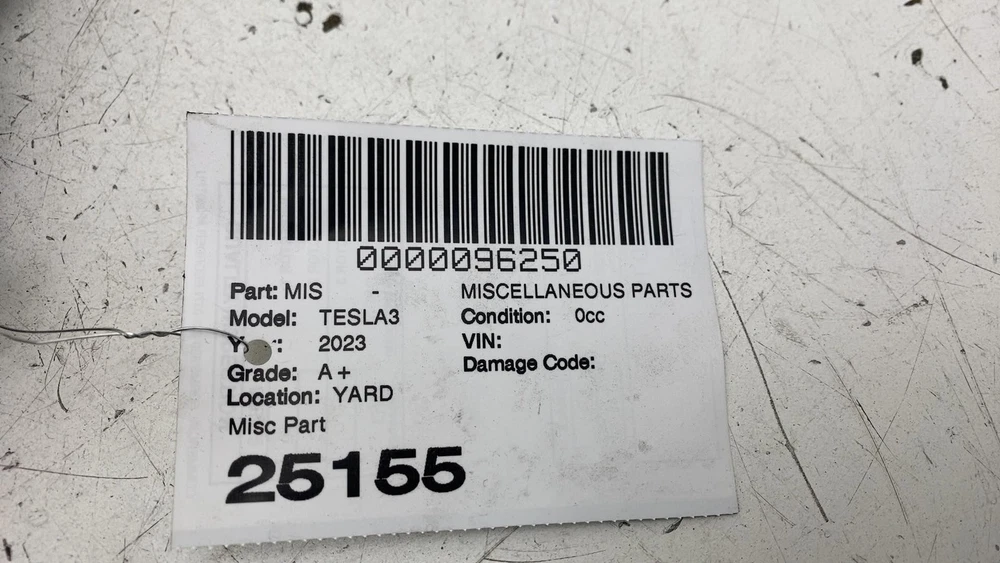 0000096250
Part: MIS - MISCELLANEOUS PARTS
Model: TESLA3 Condition: 0cc
2023 VIN:
Grade: A+ Damage Code:
Location: YARD
Misc Part
25155